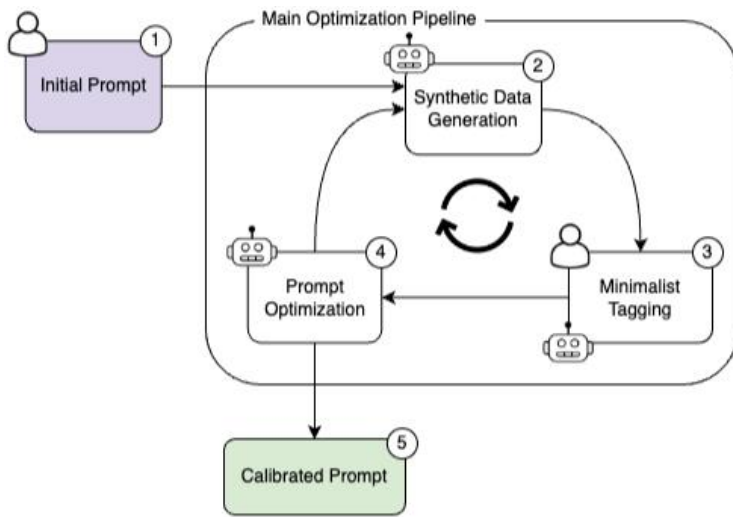 Main Optimization Pipeline
1
Initial Prompt
2
Synthetic Data
Generation
3
Minimalist
Tagging
4
Prompt
Optimization
5
Calibrated Prompt